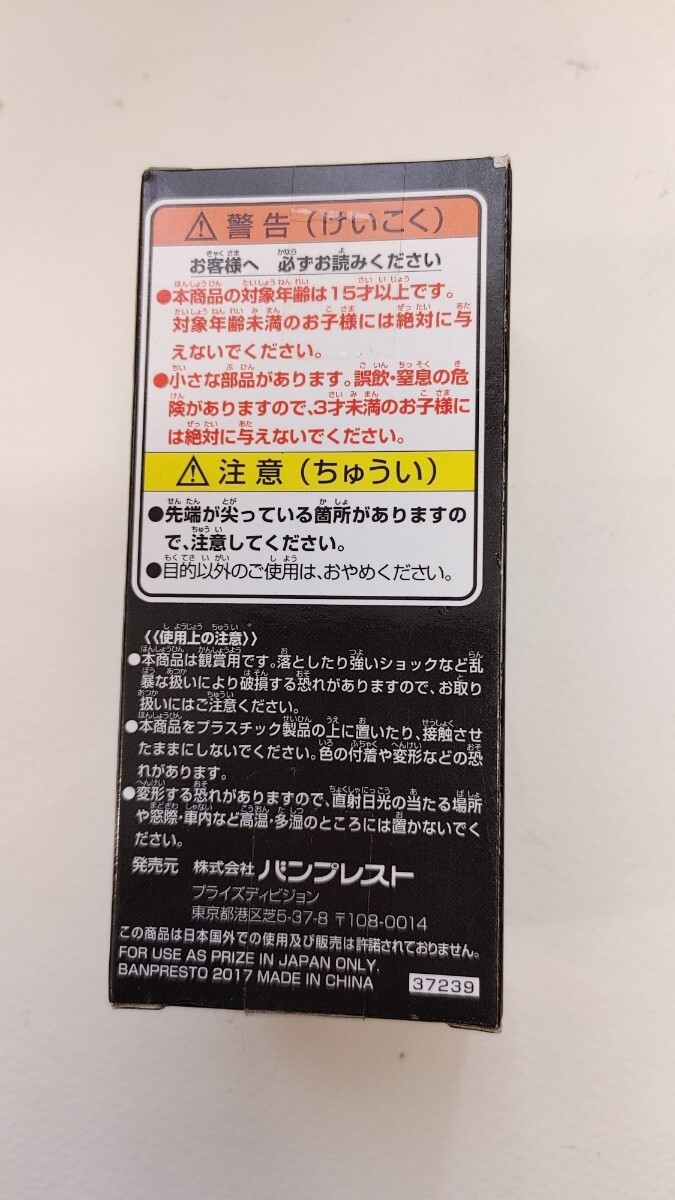 ⚠ 警告（けいこく）
お客様へ 必ずお読みください
●本商品の対象年齢は15才以上です。
対象年齢未満のお子様には絶対に与
えないでください。
●小さな部品があります。誤飲・窒息の危
険がありますので、3才未満のお子様に
は絶対に与えないでください。
⚠ 注意（ちゅうい）
●先端が尖っている箇所がありますの
で、注意してください。
●目的以外のご使用は、おやめください。
《使用上の注意》
●本商品は観賞用です。落としたり強いショックなど乱
暴な扱いにより破損する恐れがありますので、お取り
扱いにはご注意ください。
●本商品をプラスチック製品の上に置いたり、接触させ
たままにしないでください。色の付着や変形などの恐
れがあります。
●変形する恐れがありますので、直射日光の当たる場所
や窓際・車内など高温・多湿のところには置かないでく
ださい。
発売元 株式会社 バンプレスト
プライズディビジョン
東京都港区芝5-37-8 〒108-0014
この商品は日本国外での使用及び販売は許諾されておりません。
FOR USE AS PRIZE IN JAPAN ONLY.
BANPRESTO 2017 MADE IN CHINA
37239